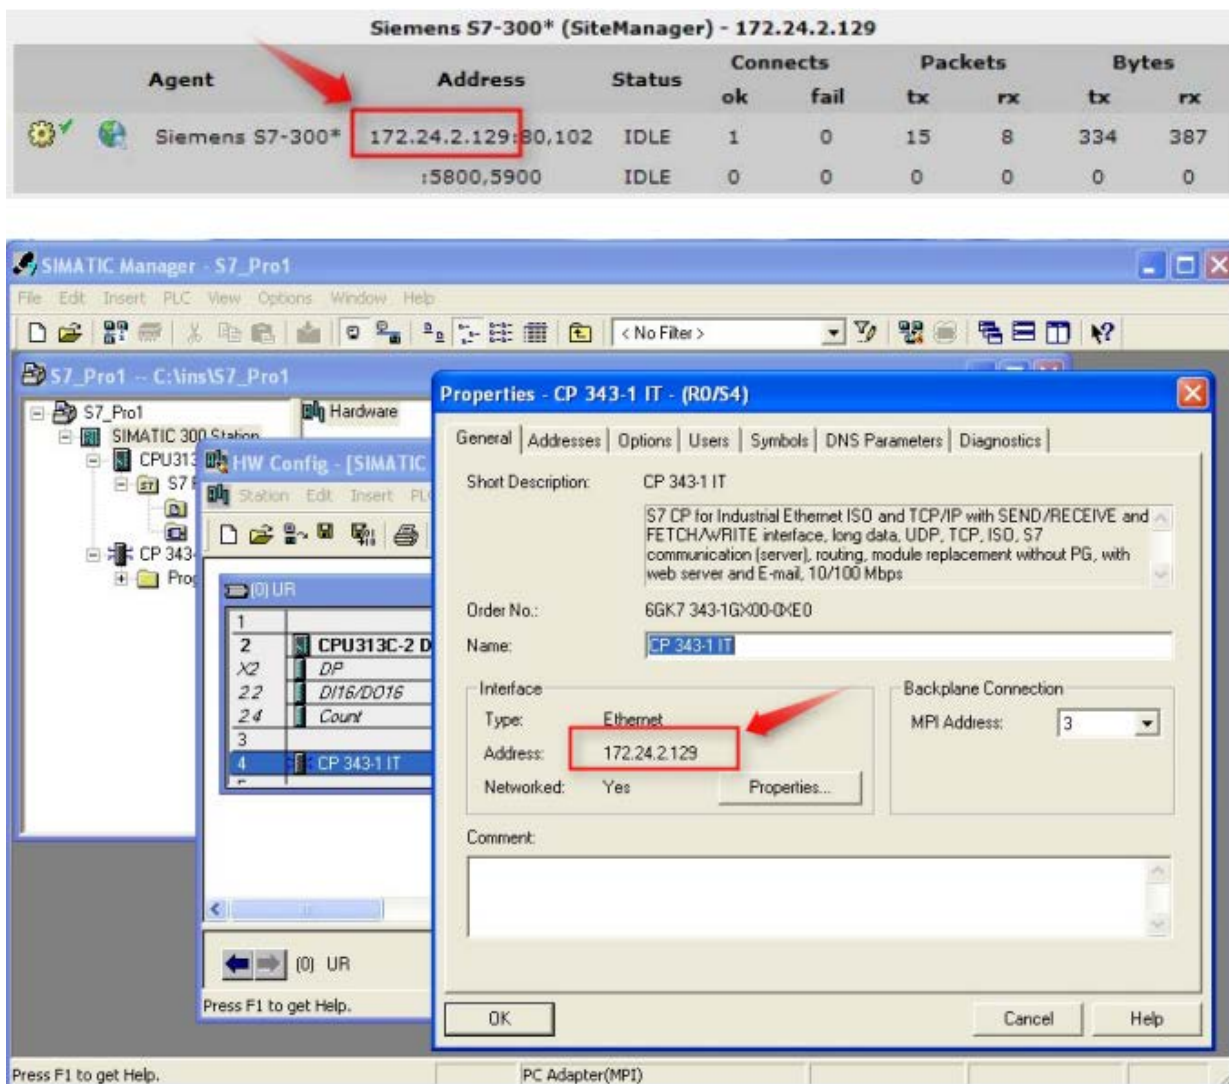 Siemens S7-300* (SiteManager) - 172.24.2.129
Agent Address Status Connects Packets Bytes
ok fail tx rx tx rx
Siemens S7-300* 172.24.2.129:80,102 IDLE 1 0 15 8 334 387
:5800,5900 IDLE 0 0 0 0 0 0
SIMATIC Manager - S7_Pro1
File Edit Insert PLC View Options Window Help
< No Filter >
S7_Pro1 -- C:\ins\S7_Pro1
S7_Pro1
SIMATIC 300 Station
CPU313
S7
CP 343-
Hardware
HW Config - [SIMATIC
Station Edit Insert
(0) UR
1
2 CPU313C-2 D
X2 DP
2.2 DI16/DO16
2.4 Count
3
4 CP 343-1 IT
(0) UR
Press F1 to get Help.
Properties - CP 343-1 IT - (R0/S4)
General Addresses Options Users Symbols DNS Parameters Diagnostics
Short Description: CP 343-1 IT
S7 CP for Industrial Ethernet ISO and TCP/IP with SEND/RECEIVE and
FETCH/WRITE interface, long data, UDP, TCP, ISO, S7
communication (server), routing, module replacement without PG, with
web server and E-mail, 10/100 Mbps
Order No.: 6GK7 343-1GX00-0XE0
Name: CP 343-1 IT
Interface
Type: Ethernet
Address: 172.24.2.129
Networked: Yes Properties...
Backplane Connection
MPI Address: 3
Comment:
OK Cancel Help
Press F1 to get Help. PC Adapter(MPI)